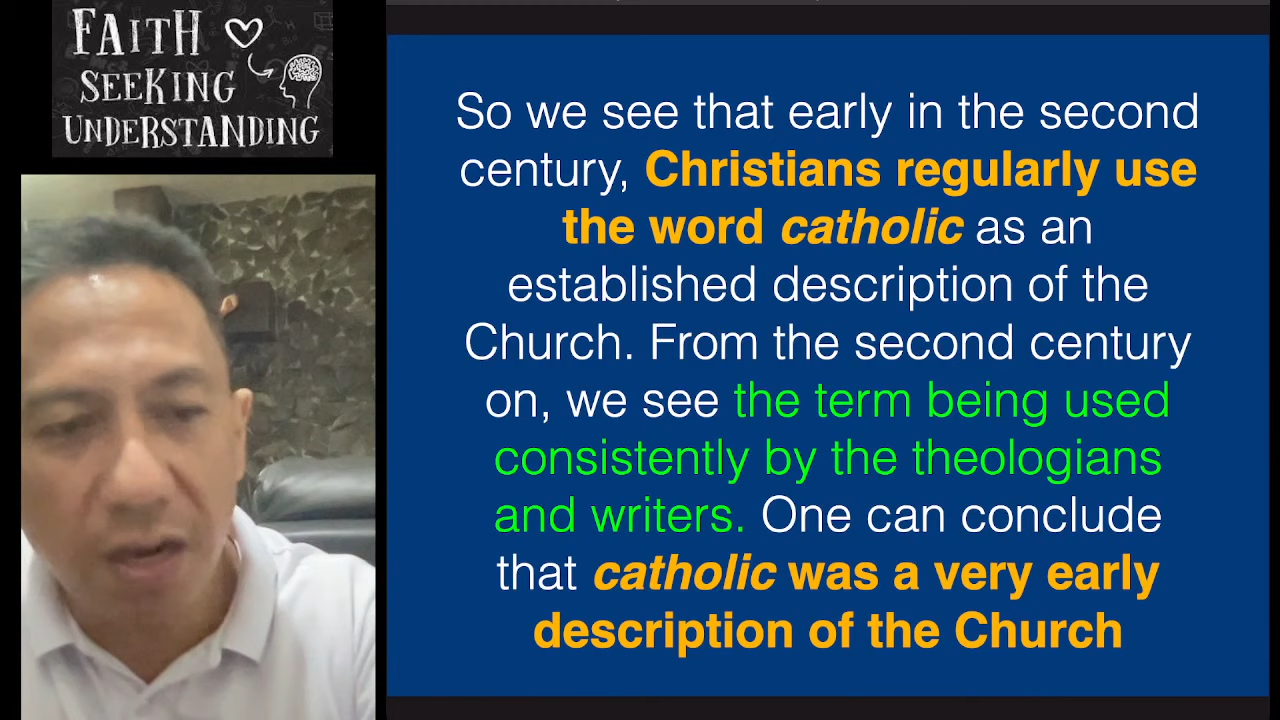 FAITH
SEEKING
UNDERSTANDING
So we see that early in the second
century, Christians regularly use
the word catholic as an
established description of the
Church. From the second century
on, we see the term being used
consistently by the theologians
and writers. One can conclude
that catholic was a very early
description of the Church